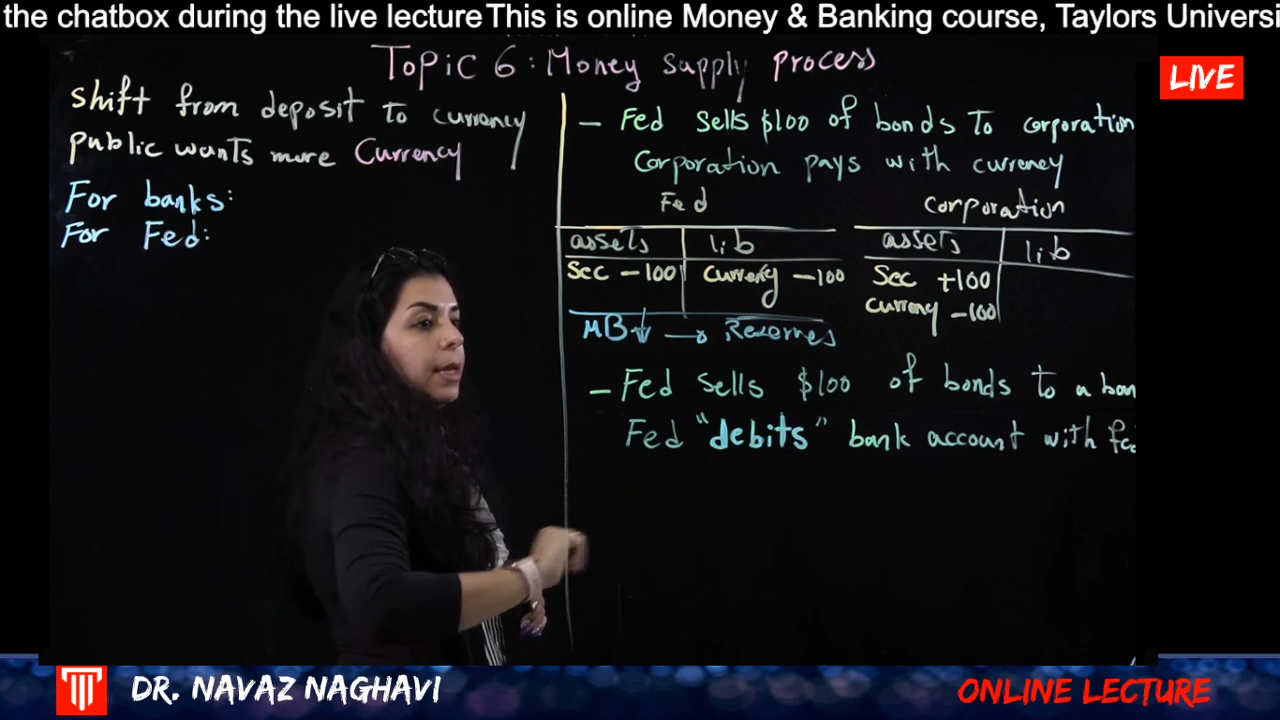 the chatbox during the live lecture This is online Money & Banking course, Taylors Universi
LIVE
Topic 6: Money supply process
shift from deposit to currency
public wants more Currency
For banks:
For Fed:
– Fed sells $100 of bonds to corporation
Corporation pays with currency
Fed
assets lib
Sec –100 Currency –100
MB↓ → Reserves
Corporation
assets lib
Sec +100
Currency –100
– Fed sells $100 of bonds to a ban
Fed "debits" bank account with fed
DR. NAVAZ NAGHAVI
ONLINE LECTURE